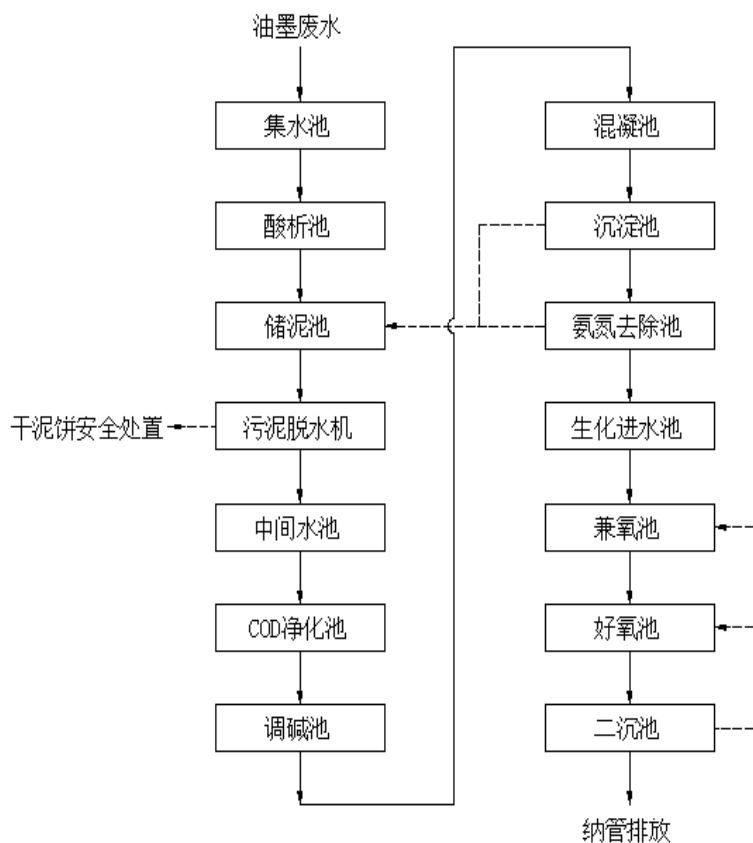 油墨废水
集水池
酸析池
储泥池
污泥脱水机
干泥饼安全处置
中间水池
COD净化池
调碱池
混凝池
沉淀池
氨氮去除池
生化进水池
兼氧池
好氧池
二沉池
纳管排放